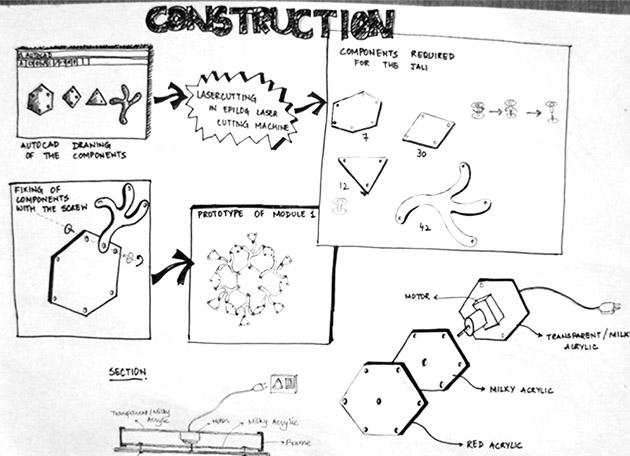 CONSTRUCTION
AUTOCAD
AUTOCAD DRANING
OF THE COMPONENTS
LASERCUTTING
IN EPILOG LASER
CUTTING MACHINE
COMPONENTS REQUIRED
FOR THE JALI
7
30
12
42
FIXING OF
COMPONENTS
WITH THE SCREW
PROTOTYPE OF MODULE 1
MOTOR
TRANSPARENT/MILKY
ACRYLIC
MILKY ACRYLIC
RED ACRYLIC
SECTION
Transparent/Milky
Acrylic
Motor
Milky Acrylic
Frame